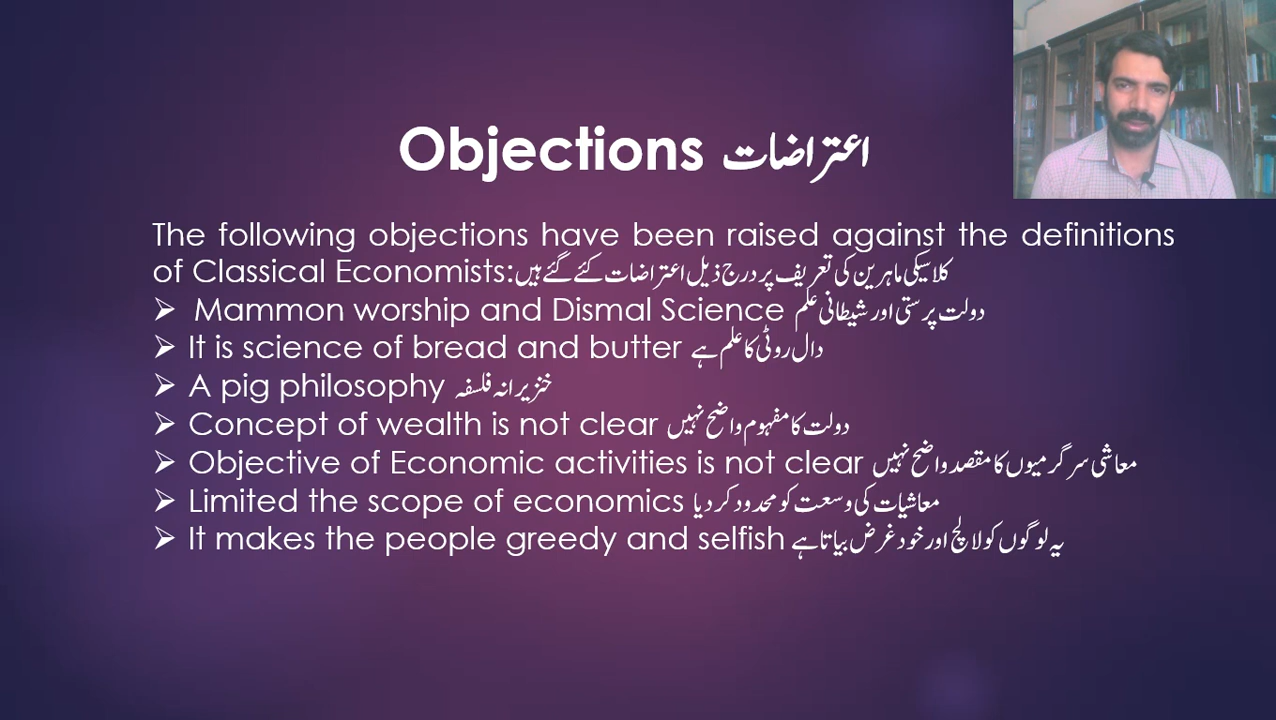 Objections اعتراضات
The following objections have been raised against the definitions
of Classical Economists:کلاسیکی ماہرین کی تعریف پر درج ذیل اعتراضات کئے گئے ہیں
➢ Mammon worship and Dismal Science دولت پرستی اور شیطانی علم
➢ It is science of bread and butter دال روٹی کا علم ہے
➢ A pig philosophy خنزیرانہ فلسفہ
➢ Concept of wealth is not clear دولت کا مفہوم واضح نہیں
➢ Objective of Economic activities is not clear معاشی سرگرمیوں کا مقصد واضح نہیں
➢ Limited the scope of economics معاشیات کی وسعت کو محدود کر دیا
➢ It makes the people greedy and selfish یہ لوگوں کو لالچ اور خود غرض بیاتا ہے